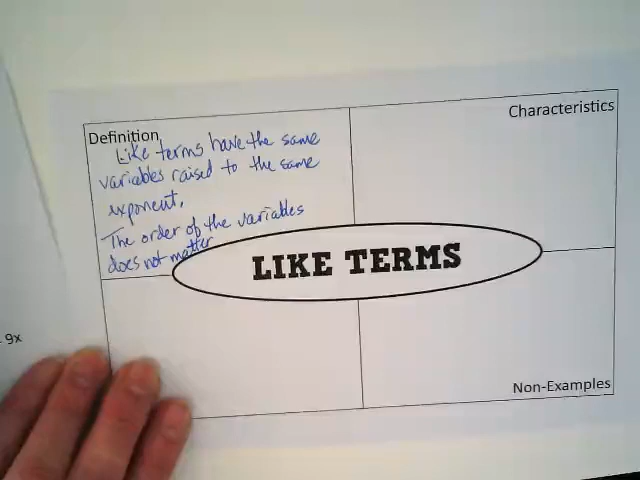 Definition
Like terms have the same
variables raised to the same
exponent.
The order of the variables
does not matter
Characteristics
LIKE TERMS
9x
Non-Examples